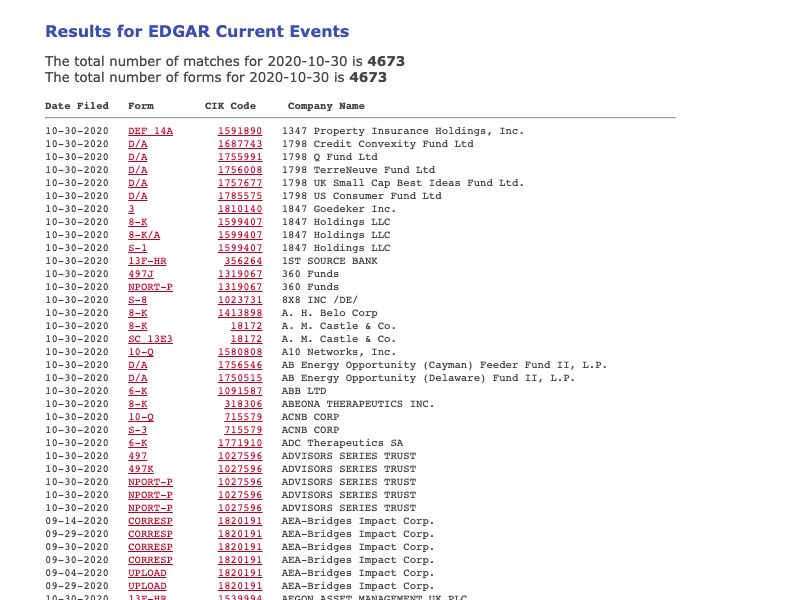 Results for EDGAR Current Events
The total number of matches for 2020-10-30 is 4673
The total number of forms for 2020-10-30 is 4673
Date Filed Form CIK Code Company Name
10-30-2020 DEF 14A 1591890 1347 Property Insurance Holdings, Inc.
10-30-2020 D/A 1687743 1798 Credit Convexity Fund Ltd
10-30-2020 D/A 1755991 1798 Q Fund Ltd
10-30-2020 D/A 1756008 1798 TerreNeuve Fund Ltd
10-30-2020 D/A 1757677 1798 UK Small Cap Best Ideas Fund Ltd.
10-30-2020 D/A 1785575 1798 US Consumer Fund Ltd
10-30-2020 3 1810140 1847 Goedeker Inc.
10-30-2020 8-K 1599407 1847 Holdings LLC
10-30-2020 8-K/A 1599407 1847 Holdings LLC
10-30-2020 S-1 1599407 1847 Holdings LLC
10-30-2020 13F-HR 356264 1ST SOURCE BANK
10-30-2020 497J 1319067 360 Funds
10-30-2020 NPORT-P 1319067 360 Funds
10-30-2020 S-8 1023731 8X8 INC /DE/
10-30-2020 8-K 1413898 A. H. Belo Corp
10-30-2020 8-K 18172 A. M. Castle & Co.
10-30-2020 SC 13E3 18172 A. M. Castle & Co.
10-30-2020 10-Q 1580808 A10 Networks, Inc.
10-30-2020 D/A 1756546 AB Energy Opportunity (Cayman) Feeder Fund II, L.P.
10-30-2020 D/A 1750515 AB Energy Opportunity (Delaware) Fund II, L.P.
10-30-2020 6-K 1091587 ABB LTD
10-30-2020 8-K 318306 ABEONA THERAPEUTICS INC.
10-30-2020 10-Q 715579 ACNB CORP
10-30-2020 S-3 715579 ACNB CORP
10-30-2020 6-K 1771910 ADC Therapeutics SA
10-30-2020 497 1027596 ADVISORS SERIES TRUST
10-30-2020 497K 1027596 ADVISORS SERIES TRUST
10-30-2020 NPORT-P 1027596 ADVISORS SERIES TRUST
10-30-2020 NPORT-P 1027596 ADVISORS SERIES TRUST
10-30-2020 NPORT-P 1027596 ADVISORS SERIES TRUST
09-14-2020 CORRESP 1820191 AEA-Bridges Impact Corp.
09-29-2020 CORRESP 1820191 AEA-Bridges Impact Corp.
09-30-2020 CORRESP 1820191 AEA-Bridges Impact Corp.
09-30-2020 CORRESP 1820191 AEA-Bridges Impact Corp.
09-04-2020 UPLOAD 1820191 AEA-Bridges Impact Corp.
09-29-2020 UPLOAD 1820191 AEA-Bridges Impact Corp.
10-30-2020 13F-HR 1539994 AEGON ASSET MANAGEMENT UK PLC